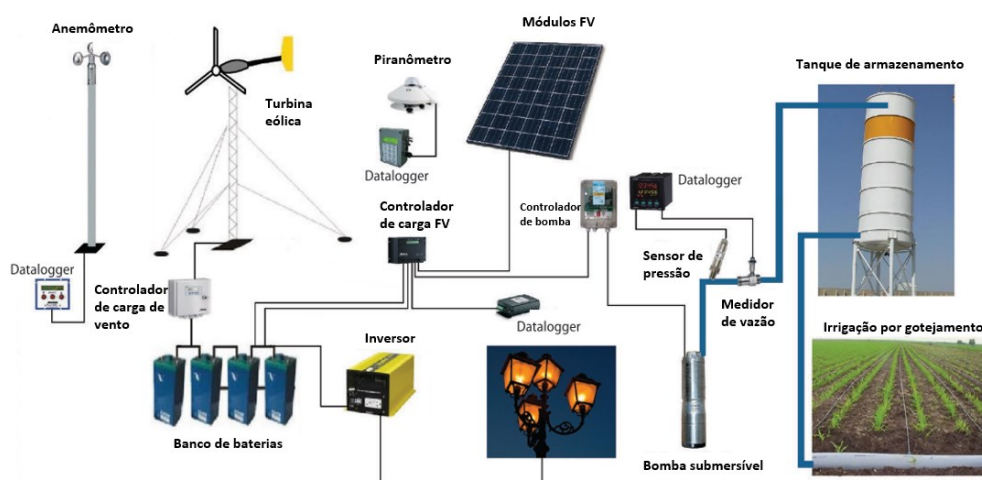 Anemômetro
Turbina
eólica
Piranômetro
Datalogger
Módulos FV
Tanque de armazenamento
Controlador
de carga FV
Controlador
de bomba
Datalogger
Sensor de
pressão
Medidor
de vazão
Datalogger
Controlador
de carga de
vento
Datalogger
Inversor
Irrigação por gotejamento
Banco de baterias
Bomba submersível